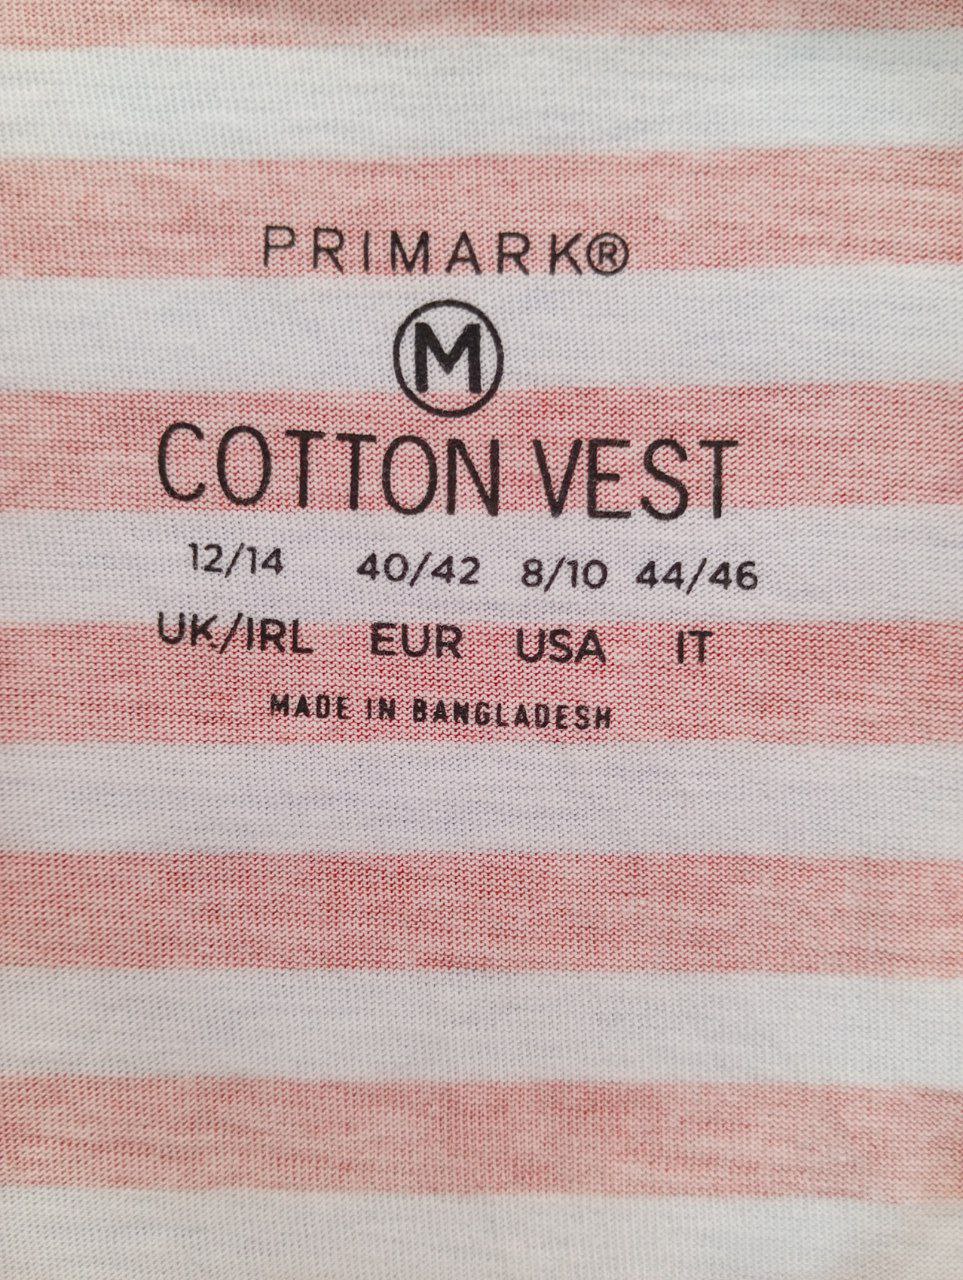 PRIMARK®
M
COTTON VEST
12/14 40/42 8/10 44/46
UK/IRL EUR USA IT
MADE IN BANGLADESH